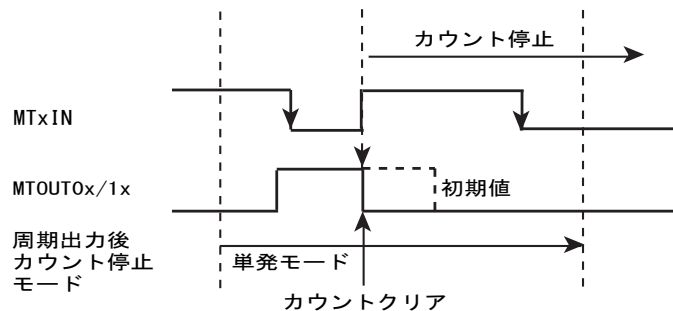 カウント停止
MTxIN
MTOUT0x/1x
初期値
周期出力後
カウント停止
モード
単発モード
カウントクリア